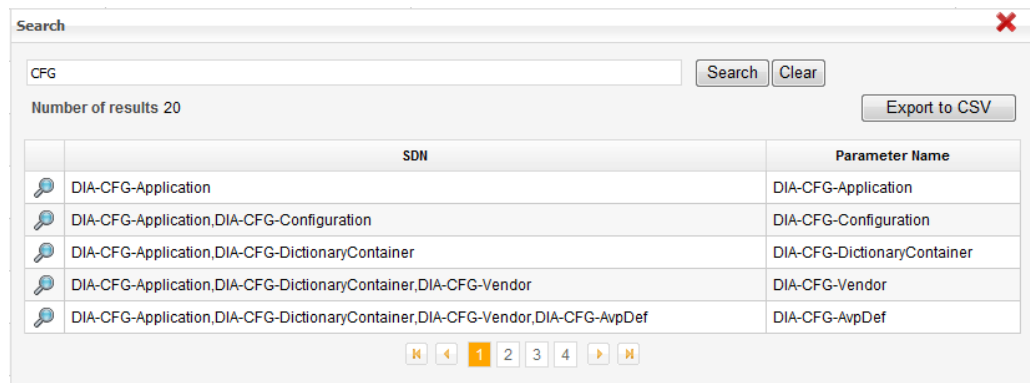 Search
CFG
Search Clear
Number of results 20
Export to CSV
SDN Parameter Name
DIA-CFG-Application DIA-CFG-Application
DIA-CFG-Application,DIA-CFG-Configuration DIA-CFG-Configuration
DIA-CFG-Application,DIA-CFG-DictionaryContainer DIA-CFG-DictionaryContainer
DIA-CFG-Application,DIA-CFG-DictionaryContainer,DIA-CFG-Vendor DIA-CFG-Vendor
DIA-CFG-Application,DIA-CFG-DictionaryContainer,DIA-CFG-Vendor,DIA-CFG-AvpDef DIA-CFG-AvpDef
1 2 3 4